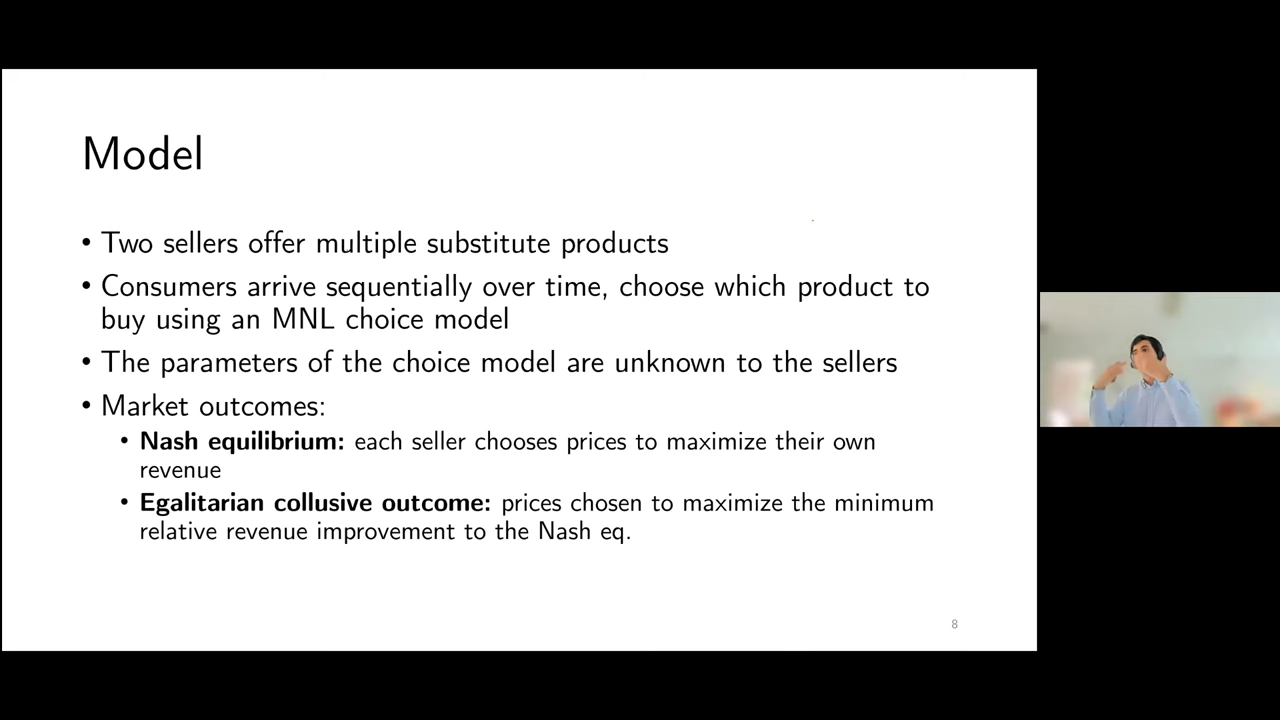 Model
• Two sellers offer multiple substitute products
• Consumers arrive sequentially over time, choose which product to
buy using an MNL choice model
• The parameters of the choice model are unknown to the sellers
• Market outcomes:
• Nash equilibrium: each seller chooses prices to maximize their own
revenue
• Egalitarian collusive outcome: prices chosen to maximize the minimum
relative revenue improvement to the Nash eq.
8